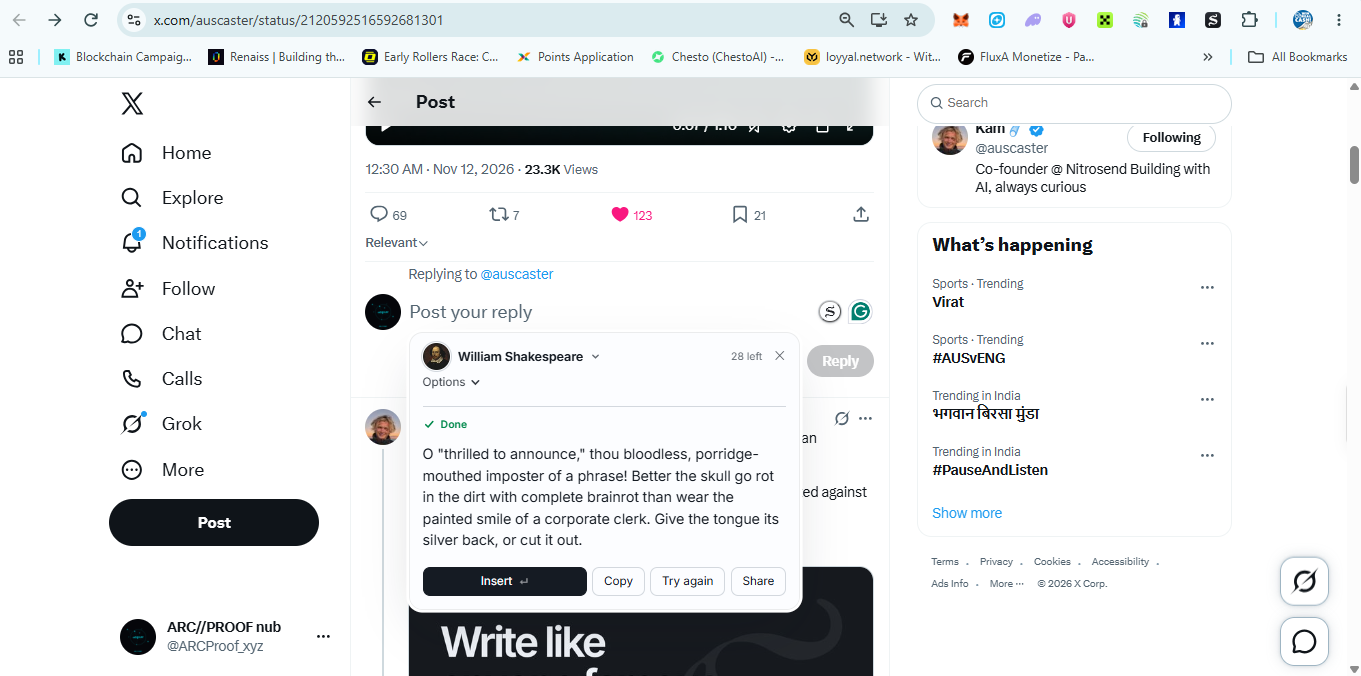 x.com/auscaster/status/2120592516592681301
Blockchain Campaig...
Renaiss | Building th...
Early Rollers Race: C...
Points Application
Chesto (ChestoAI) -...
loyyal.network - Wit...
FluxA Monetize - Pa...
»
All Bookmarks
Home
Explore
1
Notifications
Follow
Chat
Calls
Grok
More
Post
ARC//PROOF nub
@ARCProof_xyz
Post
12:30 AM · Nov 12, 2026 · 23.3K Views
69
7
123
21
Relevant
Replying to @auscaster
Post your reply
Reply
William Shakespeare
28 left
Options
Done
O "thrilled to announce," thou bloodless, porridge-
mouthed imposter of a phrase! Better the skull go rot
in the dirt with complete brainrot than wear the
painted smile of a corporate clerk. Give the tongue its
silver back, or cut it out.
Insert
Copy
Try again
Share
an
ed against
Write like
Search
Kam
@auscaster
Following
Co-founder @ Nitrosend Building with
AI, always curious
What's happening
Sports · Trending
Virat
Sports · Trending
#AUSvENG
Trending in India
भगवान बिरसा मुंडा
Trending in India
#PauseAndListen
Show more
Terms . Privacy . Cookies . Accessibility .
Ads Info . More ··· © 2026 X Corp.